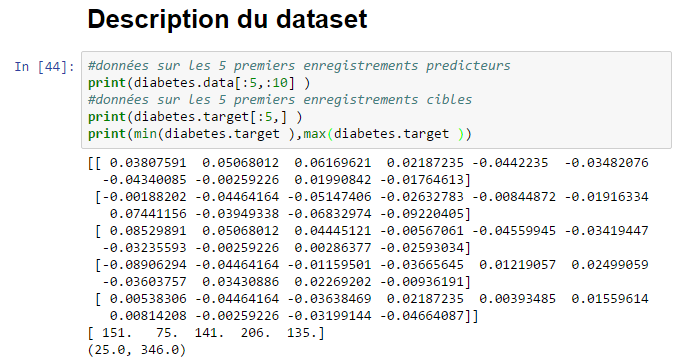 Description du dataset
In [44]: #données sur les 5 premiers enregistrements predicteurs
print(diabetes.data[:5,:10] )
#données sur les 5 premiers enregistrements cibles
print(diabetes.target[:5,] )
print(min(diabetes.target ),max(diabetes.target ))
[[ 0.03807591  0.05068012  0.06169621  0.02187235 -0.0442235  -0.03482076
  -0.04340085 -0.00259226  0.01990842 -0.01764613]
 [-0.00188202 -0.04464164 -0.05147406 -0.02632783 -0.00844872 -0.01916334
   0.07441156 -0.03949338 -0.06832974 -0.09220405]
 [ 0.08529891  0.05068012  0.04445121 -0.00567061 -0.04559945 -0.03419447
  -0.03235593 -0.00259226  0.00286377 -0.02593034]
 [-0.08906294 -0.04464164 -0.01159501 -0.03665645  0.01219057  0.02499059
  -0.03603757  0.03430886  0.02269202 -0.00936191]
 [ 0.00538306 -0.04464164 -0.03638469  0.02187235  0.00393485  0.01559614
   0.00814208 -0.00259226 -0.03199144 -0.04664087]]
[ 151.   75.  141.  206.  135.]
(25.0, 346.0)